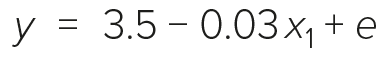 y = 3.5 − 0.03x₁ + e